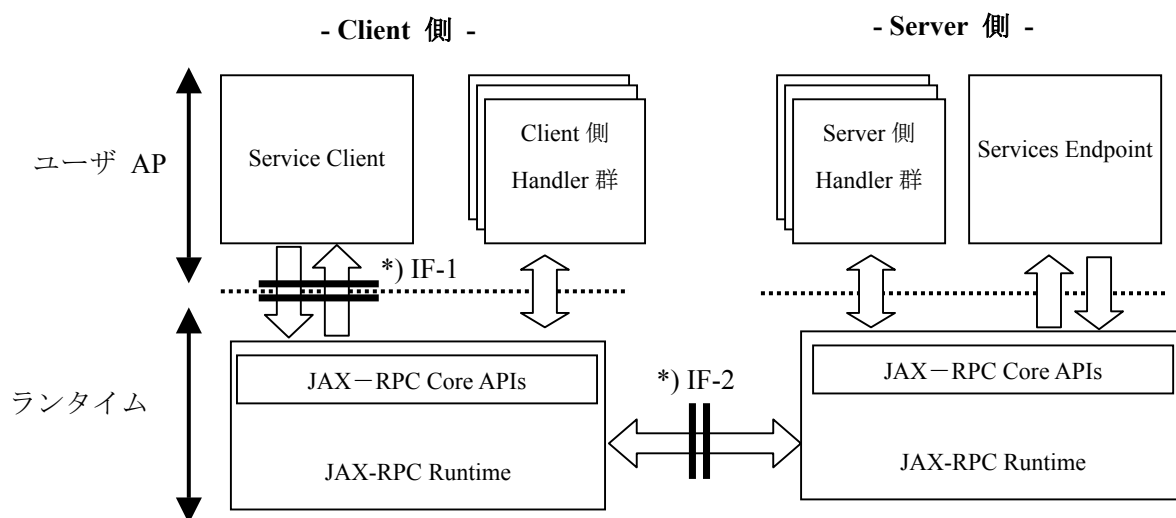 - Client 側 -
- Server 側 -
ユーザ AP
Service Client
Client 側
Handler 群
Server 側
Handler 群
Services Endpoint
*) IF-1
ランタイム
JAX－RPC Core APIs
JAX-RPC Runtime
*) IF-2
JAX－RPC Core APIs
JAX-RPC Runtime